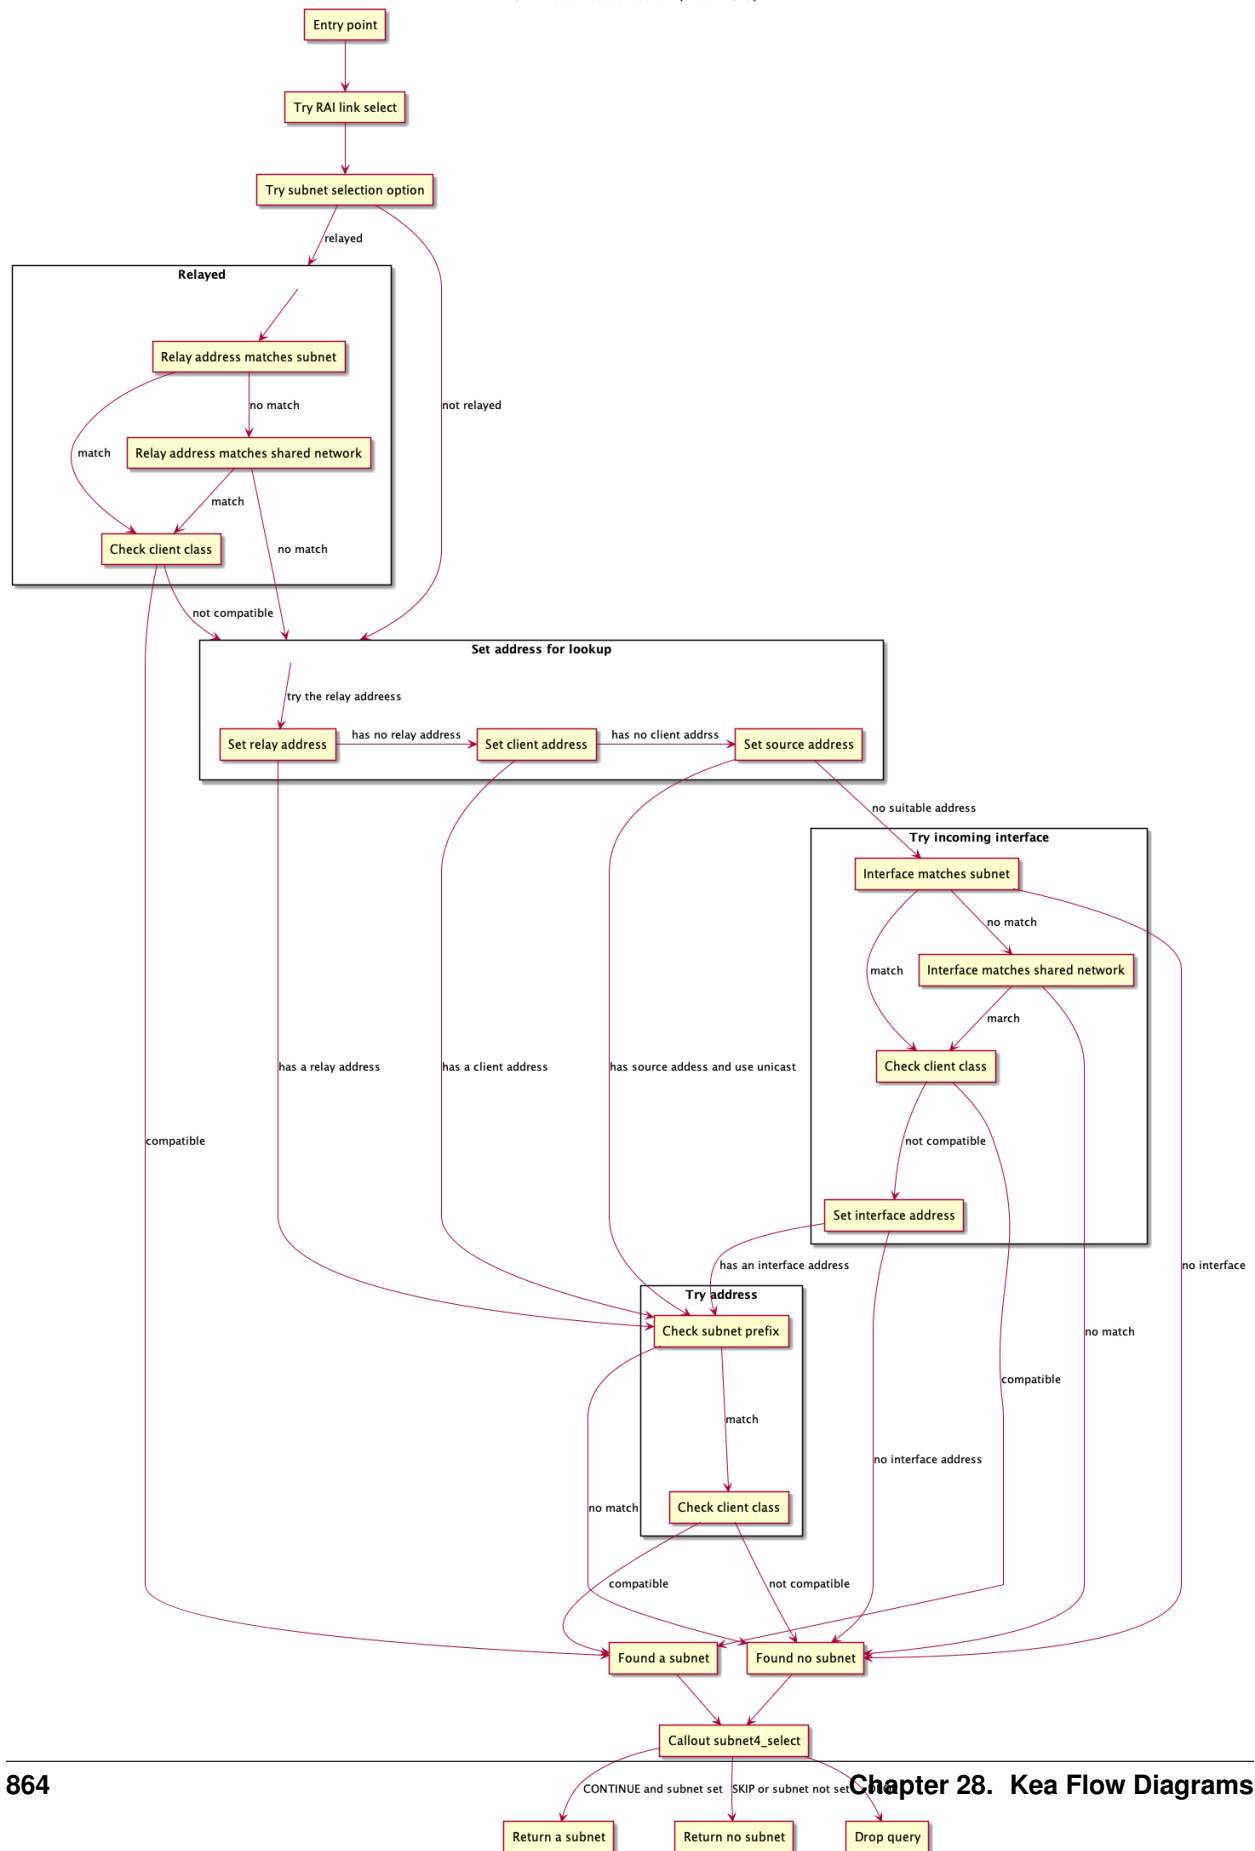 Entry point
Try RAI link select
Try subnet selection option
relayed
Relayed
Relay address matches subnet
no match
not relayed
match
Relay address matches shared network
match
Check client class
no match
not compatible
Set address for lookup
try the relay addreess
Set relay address
has no relay address
Set client address
has no client addrss
Set source address
no suitable address
Try incoming interface
Interface matches subnet
no match
match
Interface matches shared network
march
has a relay address
has a client address
has source addess and use unicast
Check client class
compatible
not compatible
Set interface address
has an interface address
no interface
Try address
Check subnet prefix
no match
compatible
match
no interface address
no match
Check client class
compatible
not compatible
Found a subnet
Found no subnet
Callout subnet4_select
864
Chapter 28. Kea Flow Diagrams
CONTINUE and subnet set
SKIP or subnet not set
Return a subnet
Return no subnet
Drop query